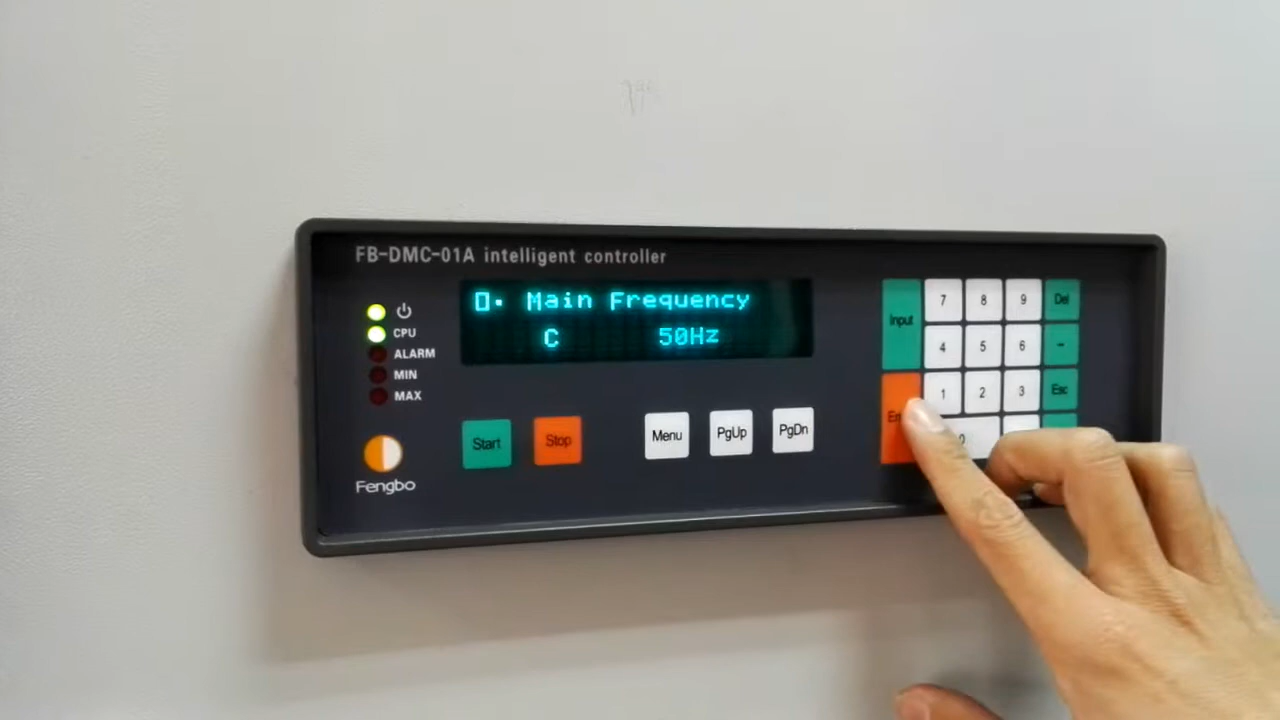 FB-DMC-01A intelligent controller
CPU
ALARM
MIN
MAX
Fengbo
0. Main Frequency
C 50Hz
Start
Stop
Menu
PgUp
PgDn
Input
7
8
9
Del
4
5
6
-
1
2
3
Esc
0